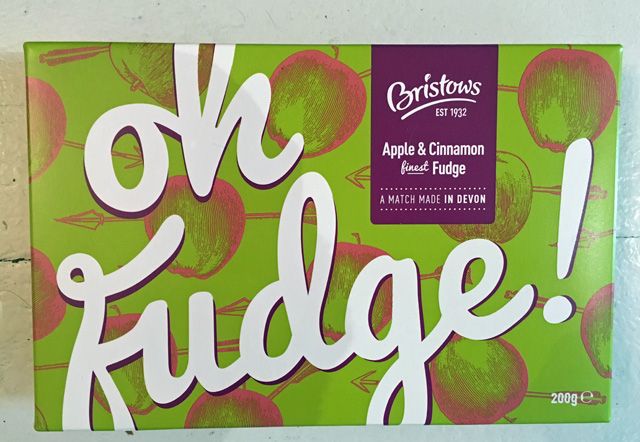 oh
fudge!
Bristows
EST 1932
Apple & Cinnamon
finest Fudge
A MATCH MADE IN DEVON
200g ℮